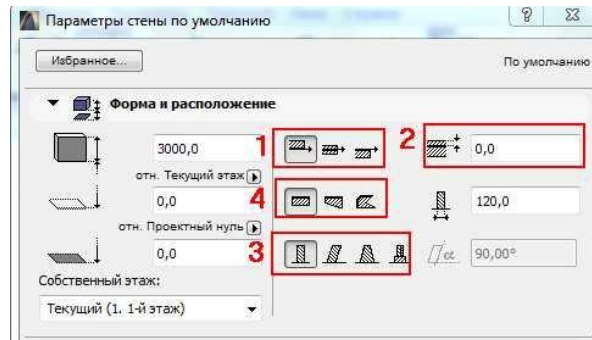 Параметры стены по умолчанию
Избранное...
По умолчанию
Форма и расположение
3000,0
1
2
0,0
отн. Текущий этаж
0,0
4
120,0
отн. Проектный нуль
0,0
3
α
90,00°
Собственный этаж:
Текущий (1. 1-й этаж)